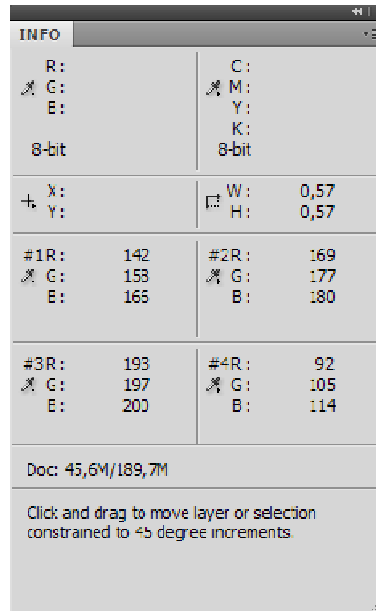 INFO
R:
G:
B:
8-bit
C:
M:
Y:
K:
8-bit
X:
Y:
W: 0,57
H: 0,57
#1R: 142
G: 153
B: 166
#2R: 169
G: 177
B: 180
#3R: 193
G: 197
B: 200
#4R: 92
G: 105
B: 114
Doc: 45,6M/189,7M
Click and drag to move layer or selection
constrained to 45 degree increments.